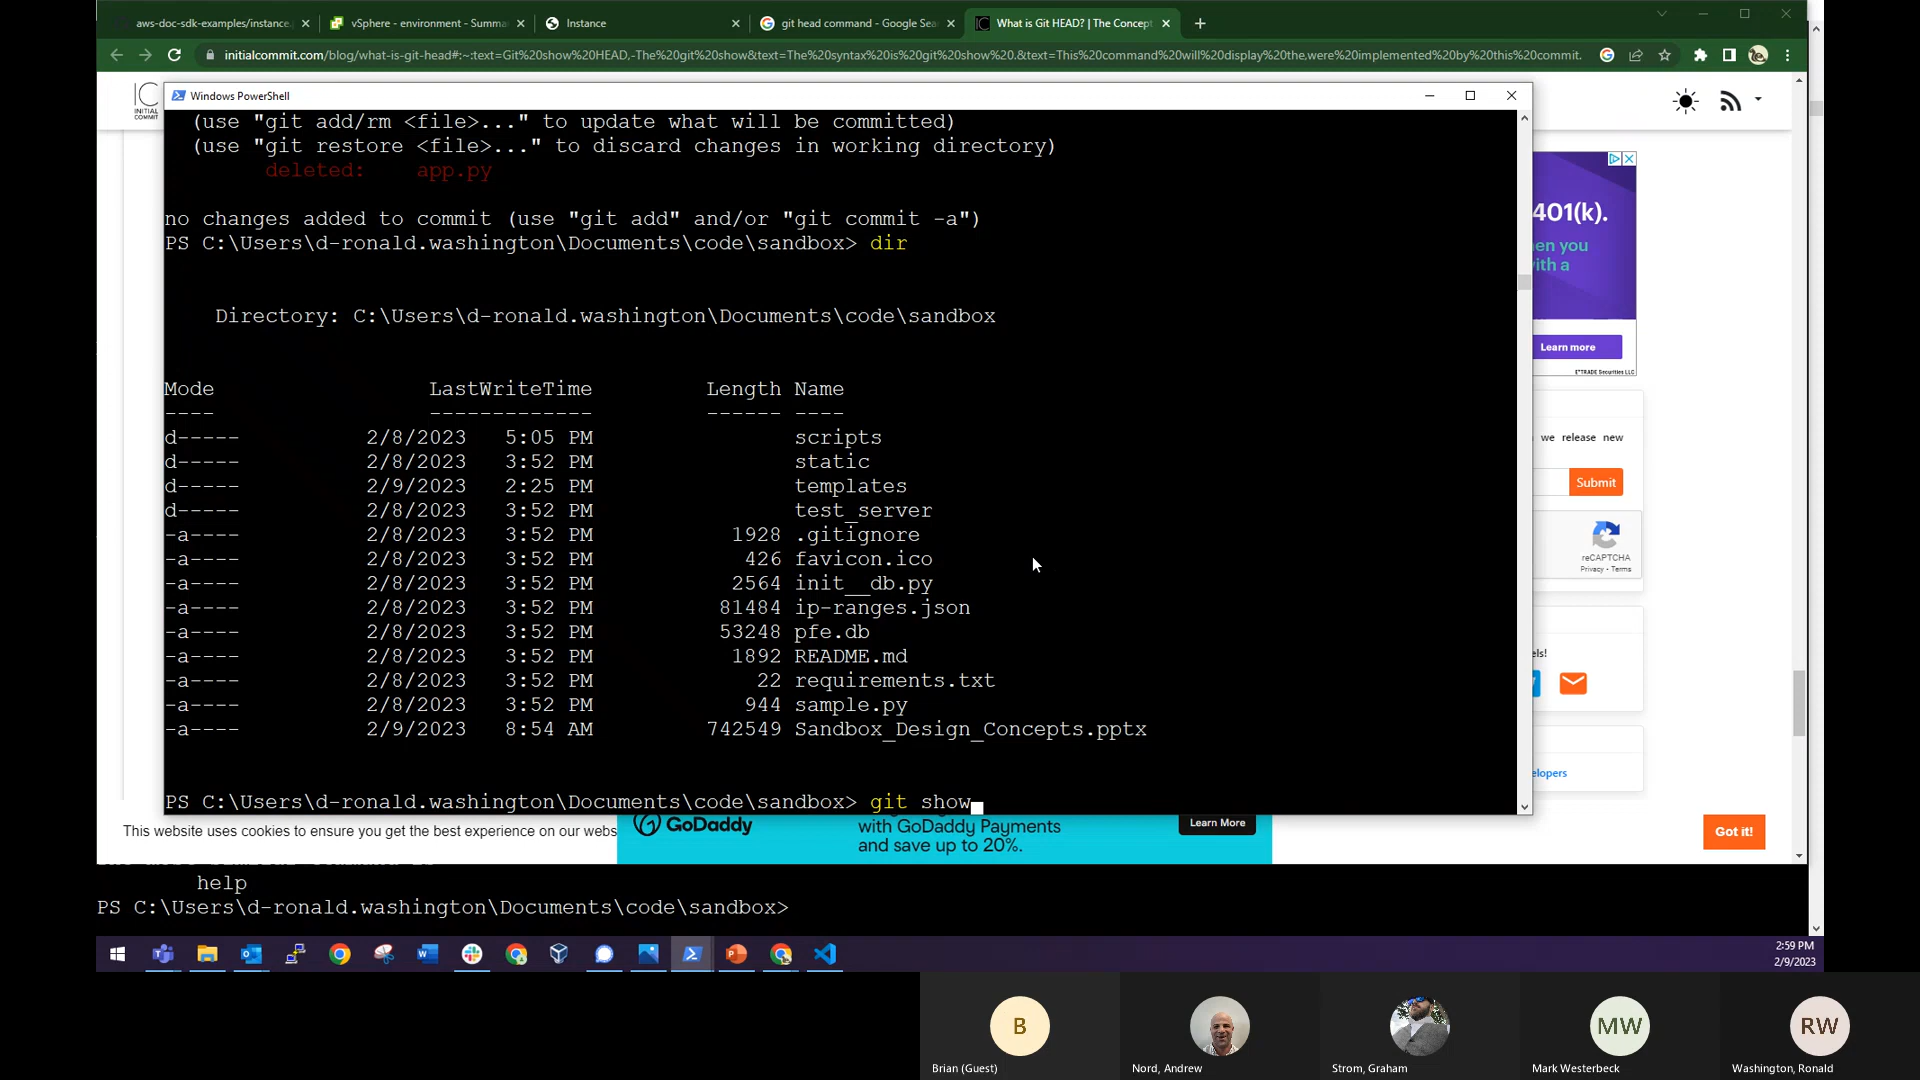 aws-doc-sdk-examples/instance.
vSphere - environment - Summa
Instance
git head command - Google Sea
What is Git HEAD? | The Concept
initialcommit.com/blog/what-is-git-head#:~:text=Git%20show%20HEAD,-The%20git%20show&text=The%20syntax%20is%20git%20show%20.&text=This%20command%20will%20display%20the,were%20implemented%20by%20this%20commit.
IC
INITIAL
COMMIT
Windows PowerShell
(use "git add/rm <file>..." to update what will be committed)
(use "git restore <file>..." to discard changes in working directory)
deleted: app.py
no changes added to commit (use "git add" and/or "git commit -a")
PS C:\Users\d-ronald.washington\Documents\code\sandbox> dir
Directory: C:\Users\d-ronald.washington\Documents\code\sandbox
Mode LastWriteTime Length Name
---- ------------- ------ ----
d----- 2/8/2023 5:05 PM scripts
d----- 2/8/2023 3:52 PM static
d----- 2/9/2023 2:25 PM templates
d----- 2/8/2023 3:52 PM test_server
-a---- 2/8/2023 3:52 PM 1928 .gitignore
-a---- 2/8/2023 3:52 PM 426 favicon.ico
-a---- 2/8/2023 3:52 PM 2564 init__db.py
-a---- 2/8/2023 3:52 PM 81484 ip-ranges.json
-a---- 2/8/2023 3:52 PM 53248 pfe.db
-a---- 2/8/2023 3:52 PM 1892 README.md
-a---- 2/8/2023 3:52 PM 22 requirements.txt
-a---- 2/8/2023 3:52 PM 944 sample.py
-a---- 2/9/2023 8:54 AM 742549 Sandbox_Design_Concepts.pptx
PS C:\Users\d-ronald.washington\Documents\code\sandbox> git show
401(k).
en you
with a
Learn more
E*TRADE Securities LLC
we release new
Submit
reCAPTCHA
Privacy • Terms
els!
elopers
This website uses cookies to ensure you get the best experience on our webs
GoDaddy
with GoDaddy Payments
and save up to 20%.
Learn More
Got it!
help
PS C:\Users\d-ronald.washington\Documents\code\sandbox>
2:59 PM
2/9/2023
B
MW
RW
Brian (Guest)
Nord, Andrew
Strom, Graham
Mark Westerbeck
Washington, Ronald